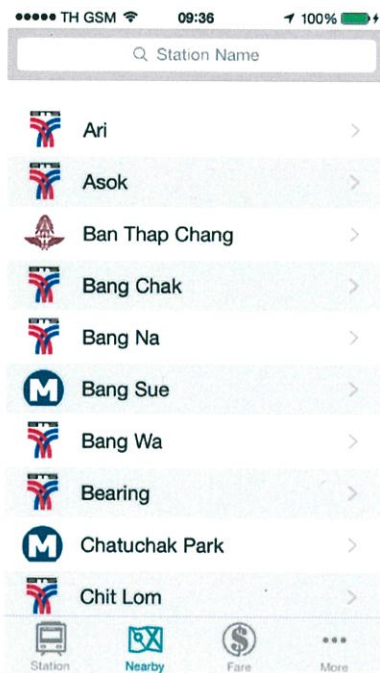 TH GSM 09:36 100%
Station Name
Ari
Asok
Ban Thap Chang
Bang Chak
Bang Na
M Bang Sue
Bang Wa
Bearing
M Chatuchak Park
Chit Lom
Station Nearby Fare More